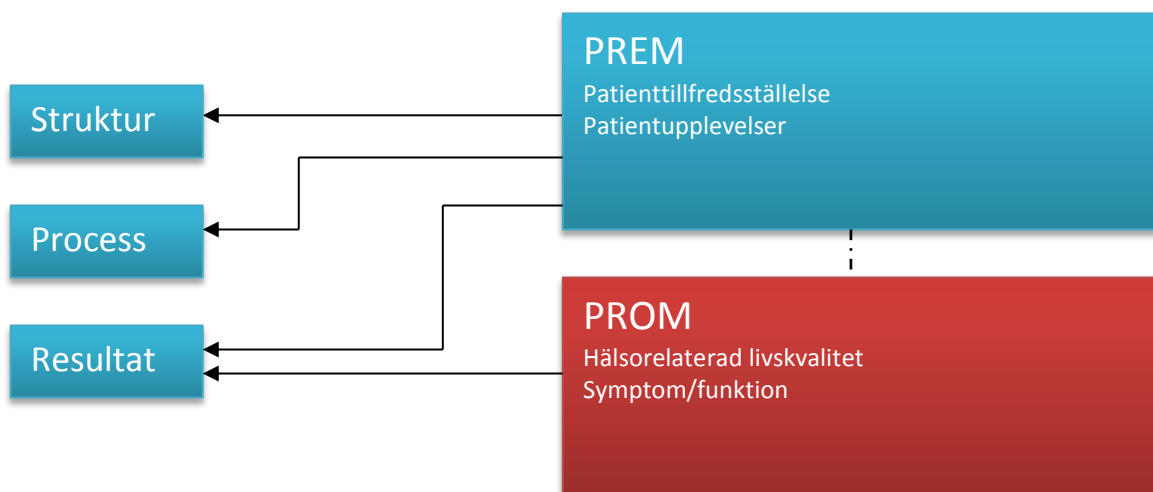 PREM
Patienttillfredsställelse
Patientupplevelser
Struktur
Process
Resultat
PROM
Hälsorelaterad livskvalitet
Symptom/funktion